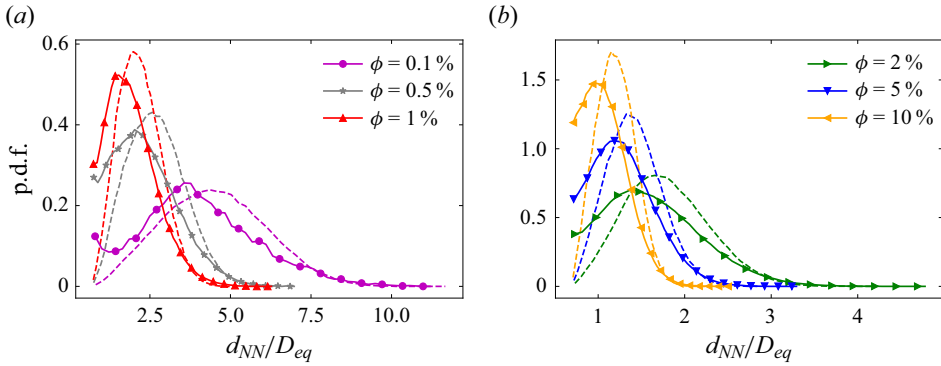 (a)
0.6
0.4
0.2
0
p.d.f.
ϕ = 0.1 %
ϕ = 0.5 %
ϕ = 1 %
2.5 5.0 7.5 10.0
d_NN/D_eq
(b)
1.5
1.0
0.5
0
ϕ = 2 %
ϕ = 5 %
ϕ = 10 %
1 2 3 4
d_NN/D_eq